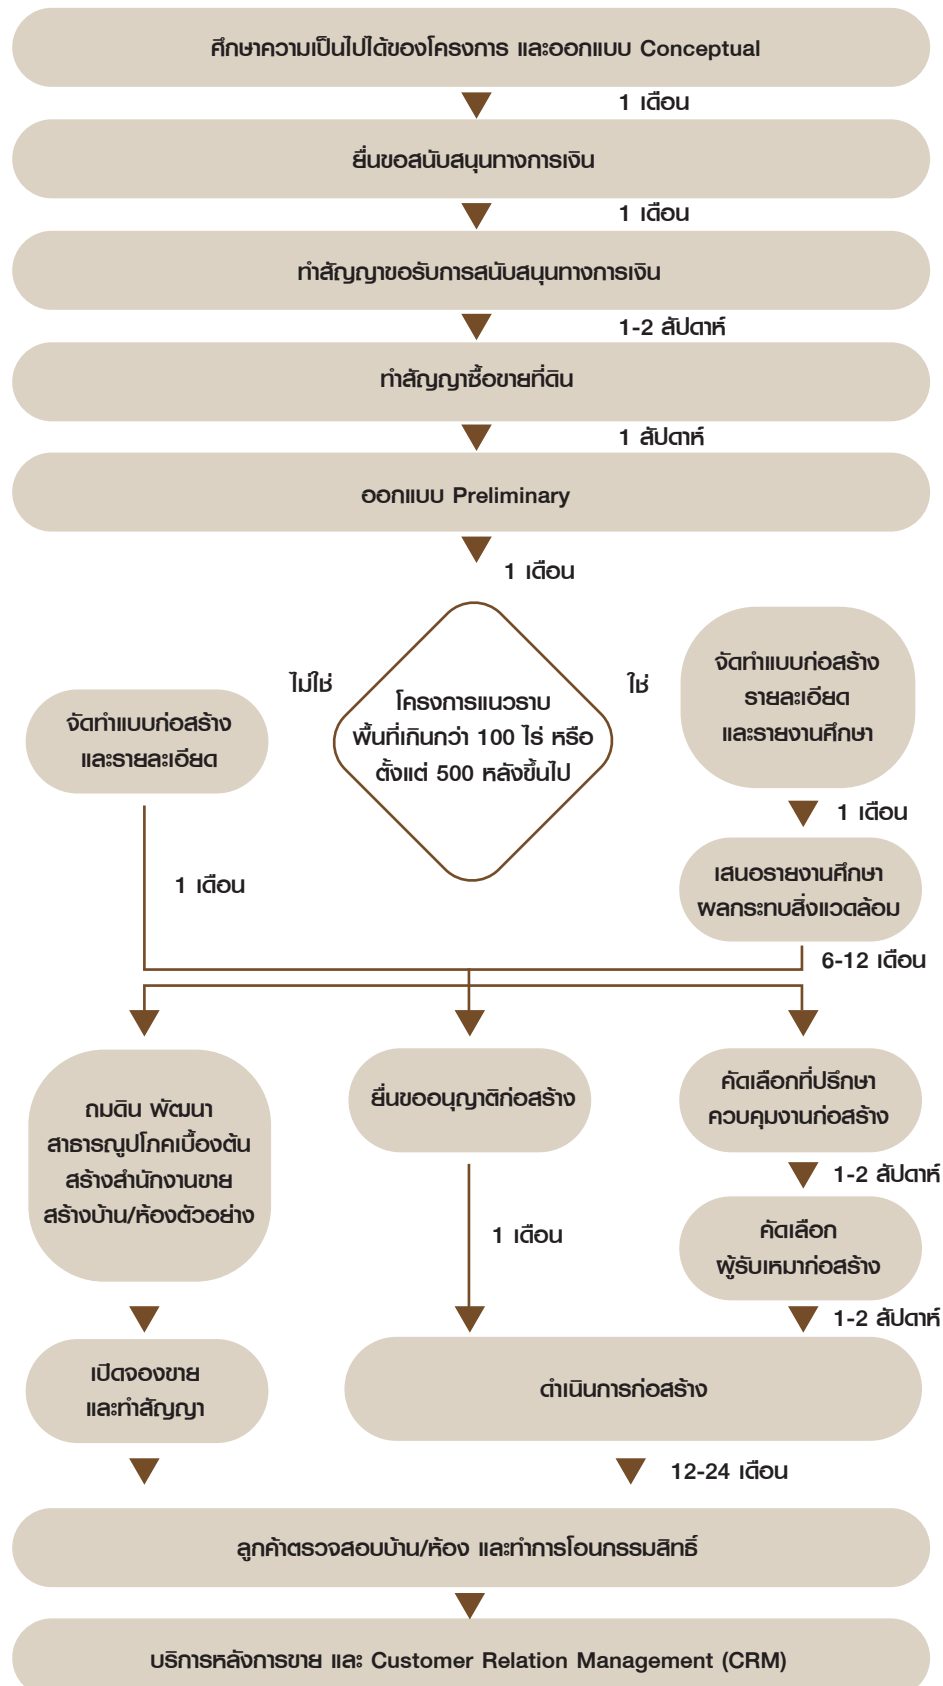 ศึกษาความเป็นไปได้ของโครงการ และออกแบบ Conceptual
1 เดือน
ยื่นขอสนับสนุนทางการเงิน
1 เดือน
ทำสัญญาขอรับการสนับสนุนทางการเงิน
1-2 สัปดาห์
ทำสัญญาซื้อขายที่ดิน
1 สัปดาห์
ออกแบบ Preliminary
1 เดือน
โครงการแนวราบ
พื้นที่เกินกว่า 100 ไร่ หรือ
ตั้งแต่ 500 หลังขึ้นไป
ไม่ใช่
จัดทำแบบก่อสร้าง
และรายละเอียด
1 เดือน
ใช่
จัดทำแบบก่อสร้าง
รายละเอียด
และรายงานศึกษา
1 เดือน
เสนอรายงานศึกษา
ผลกระทบสิ่งแวดล้อม
6-12 เดือน
ถมดิน พัฒนา
สาธารณูปโภคเบื้องต้น
สร้างสำนักงานขาย
สร้างบ้าน/ห้องตัวอย่าง
เปิดจองขาย
และทำสัญญา
ยื่นขออนุญาติก่อสร้าง
1 เดือน
คัดเลือกที่ปรึกษา
ควบคุมงานก่อสร้าง
1-2 สัปดาห์
คัดเลือก
ผู้รับเหมาก่อสร้าง
1-2 สัปดาห์
ดำเนินการก่อสร้าง
12-24 เดือน
ลูกค้าตรวจสอบบ้าน/ห้อง และทำการโอนกรรมสิทธิ์
บริการหลังการขาย และ Customer Relation Management (CRM)